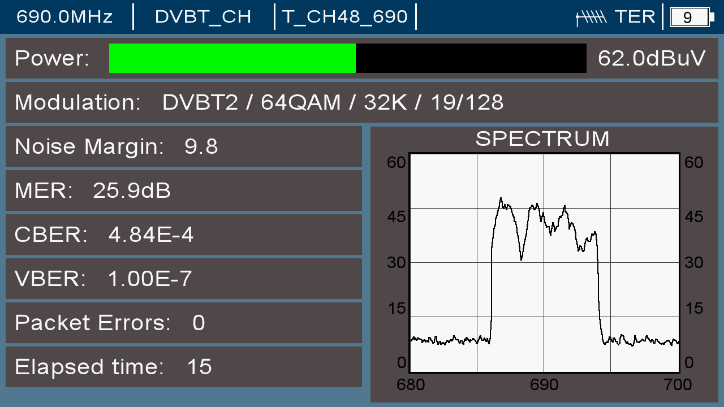 690.0MHz DVBT_CH T_CH48_690 TER 9
Power: 62.0dBuV
Modulation: DVBT2 / 64QAM / 32K / 19/128
Noise Margin: 9.8
MER: 25.9dB
CBER: 4.84E-4
VBER: 1.00E-7
Packet Errors: 0
Elapsed time: 15
SPECTRUM
60 60
45 45
30 30
15 15
0 0
680 690 700